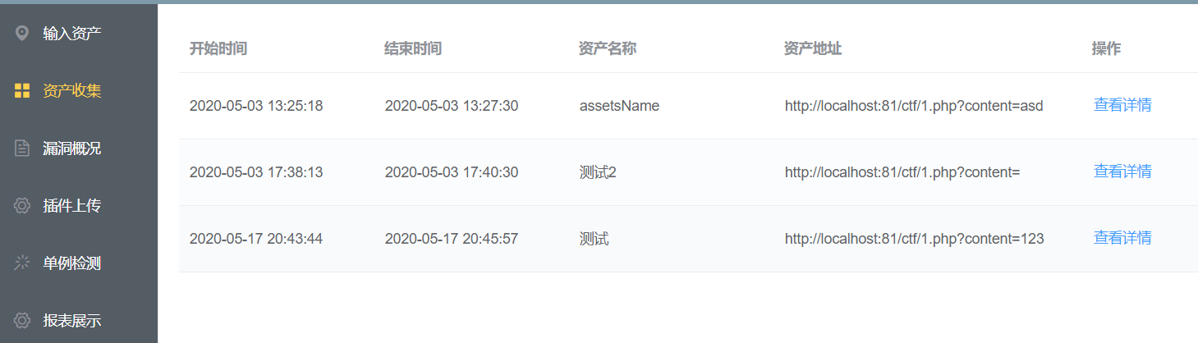 输入资产
资产收集
漏洞概况
插件上传
单例检测
报表展示
开始时间 结束时间 资产名称 资产地址 操作
2020-05-03 13:25:18 2020-05-03 13:27:30 assetsName http://localhost:81/ctf/1.php?content=asd 查看详情
2020-05-03 17:38:13 2020-05-03 17:40:30 测试2 http://localhost:81/ctf/1.php?content= 查看详情
2020-05-17 20:43:44 2020-05-17 20:45:57 测试 http://localhost:81/ctf/1.php?content=123 查看详情